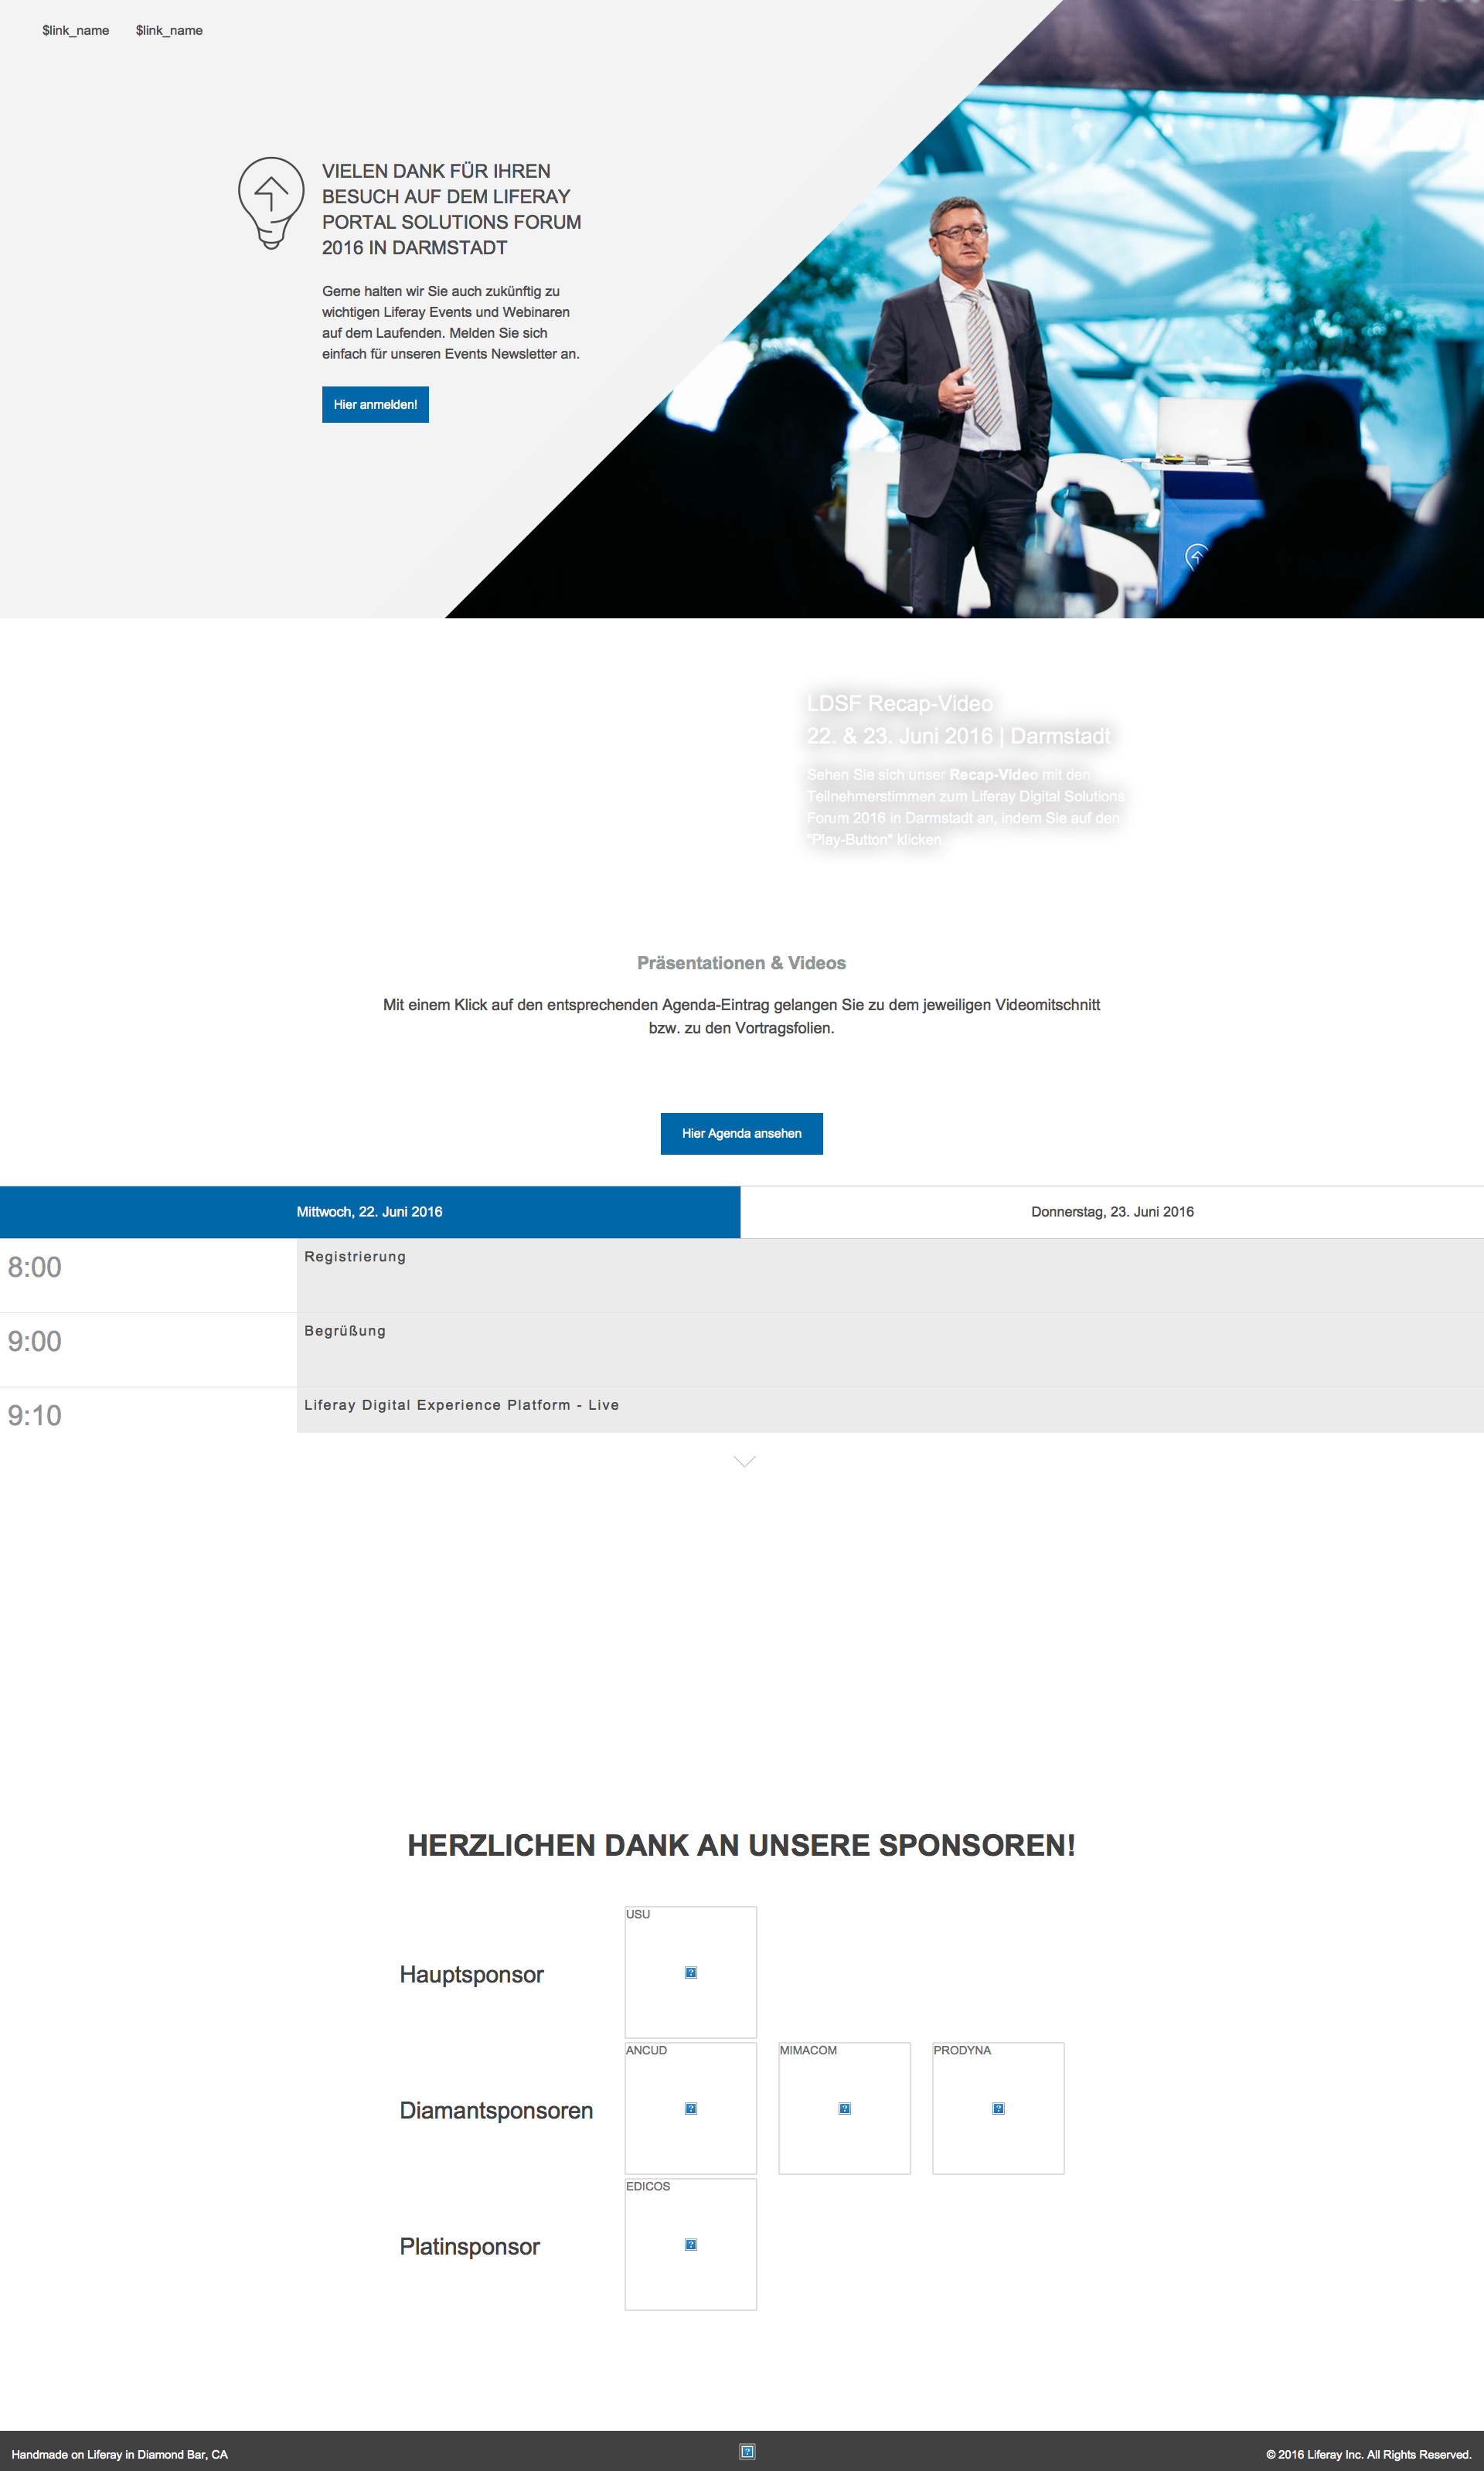 $link_name $link_name
VIELEN DANK FÜR IHREN
BESUCH AUF DEM LIFERAY
PORTAL SOLUTIONS FORUM
2016 IN DARMSTADT
Gerne halten wir Sie auch zukünftig zu
wichtigen Liferay Events und Webinaren
auf dem Laufenden. Melden Sie sich
einfach für unseren Events Newsletter an.
Hier anmelden!
LDSF Recap-Video
22. & 23. Juni 2016 | Darmstadt
Sehen Sie sich unser Recap-Video mit den
Teilnehmerstimmen zum Liferay Digital Solutions
Forum 2016 in Darmstadt an, indem Sie auf den
"Play-Button" klicken.
Präsentationen & Videos
Mit einem Klick auf den entsprechenden Agenda-Eintrag gelangen Sie zu dem jeweiligen Videomitschnitt
bzw. zu den Vortragsfolien.
Hier Agenda ansehen
Mittwoch, 22. Juni 2016 Donnerstag, 23. Juni 2016
8:00 Registrierung
9:00 Begrüßung
9:10 Liferay Digital Experience Platform - Live
HERZLICHEN DANK AN UNSERE SPONSOREN!
USU
Hauptsponsor
ANCUD MIMACOM PRODYNA
Diamantsponsoren
EDICOS
Platinsponsor
Handmade on Liferay in Diamond Bar, CA © 2016 Liferay Inc. All Rights Reserved.